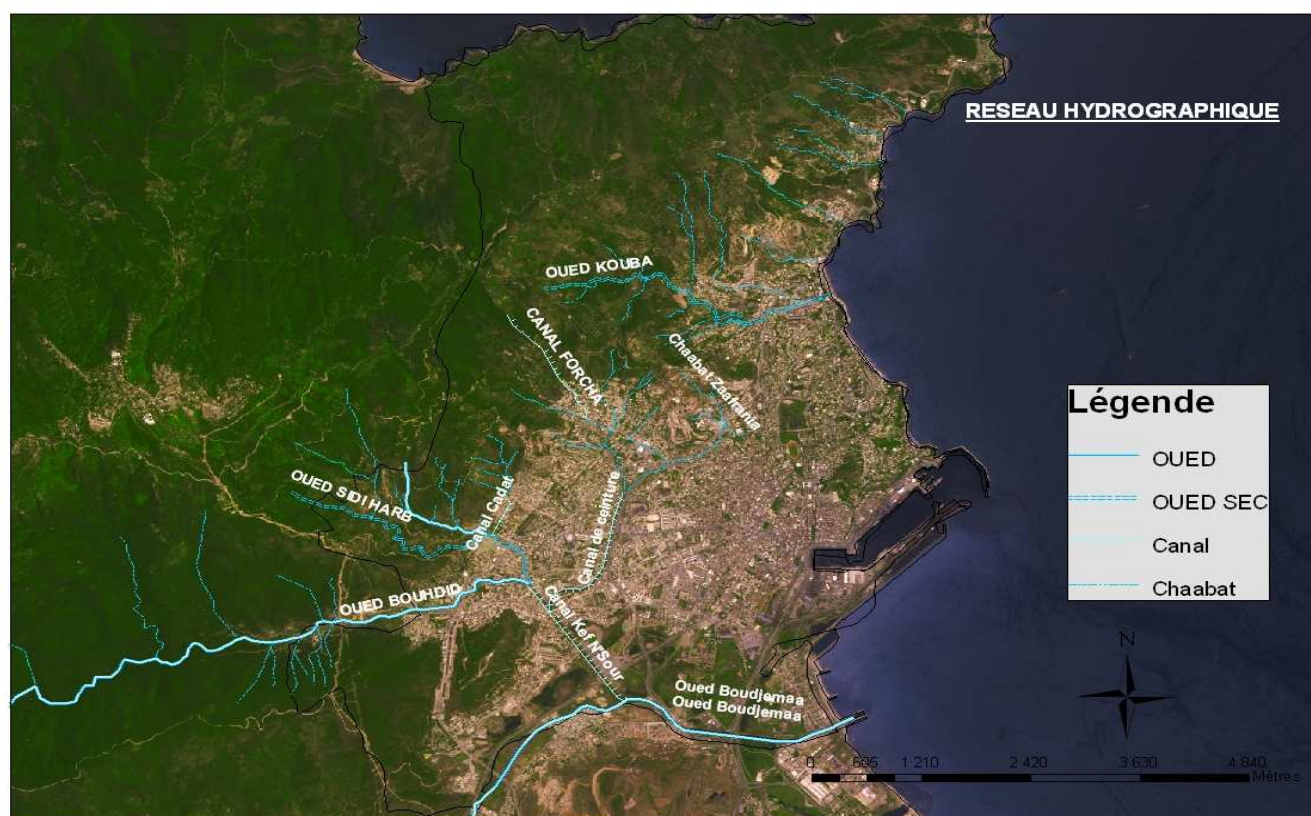 RESEAU HYDROGRAPHIQUE
OUED KOUBA
CANAL FORCHA
Chaabat Zaafrania
OUED SIDI HARB
Canal Cadat
Canal de ceinture
OUED BOUHDID
Canal Kef N'Sour
Oued Boudjemaa
Oued Boudjemaa
Légende
OUED
OUED SEC
Canal
Chaabat
N
0 605 1 210 2 420 3 630 4 840
Mètres